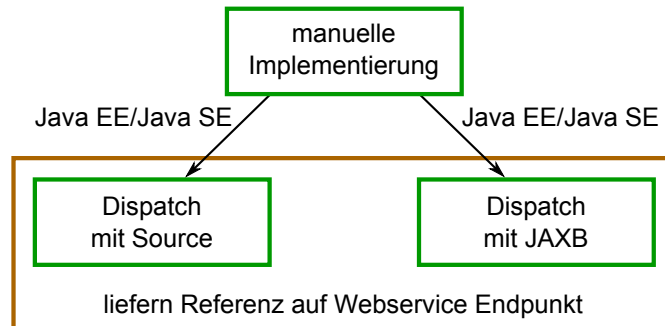 manuelle
Implementierung
Java EE/Java SE
Java EE/Java SE
Dispatch
mit Source
Dispatch
mit JAXB
liefern Referenz auf Webservice Endpunkt